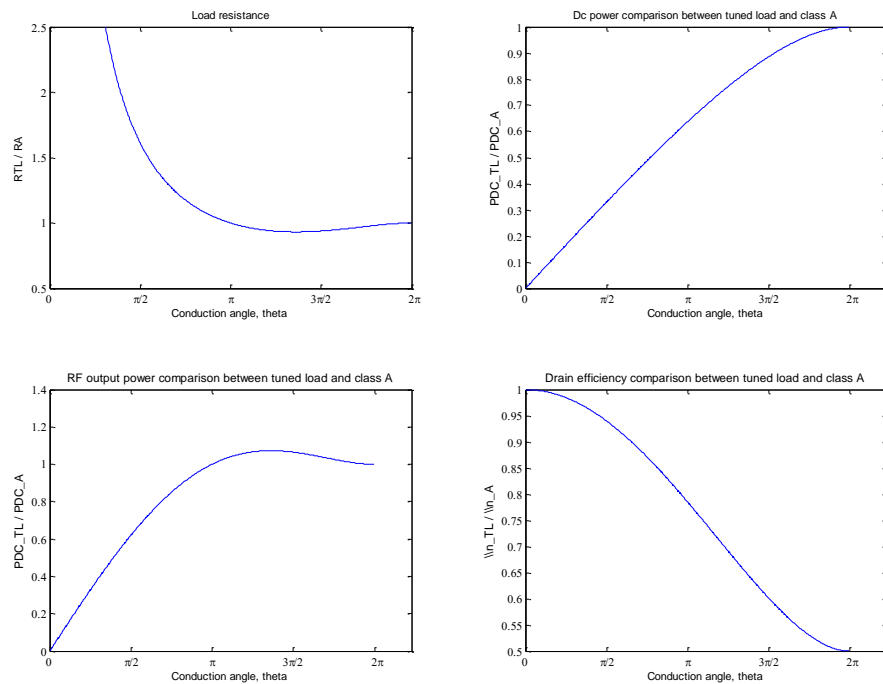 Load resistance
2.5
2
1.5
1
0.5
RTL / RA
0 π/2 π 3π/2 2π
Conduction angle, theta
Dc power comparison between tuned load and class A
1
0.9
0.8
0.7
0.6
0.5
0.4
0.3
0.2
0.1
0
PDC_TL / PDC_A
0 π/2 π 3π/2 2π
Conduction angle, theta
RF output power comparison between tuned load and class A
1.4
1.2
1
0.8
0.6
0.4
0.2
0
PDC_TL / PDC_A
0 π/2 π 3π/2 2π
Conduction angle, theta
Drain efficiency comparison between tuned load and class A
1
0.95
0.9
0.85
0.8
0.75
0.7
0.65
0.6
0.55
0.5
\\n_TL / \\n_A
0 π/2 π 3π/2 2π
Conduction angle, theta